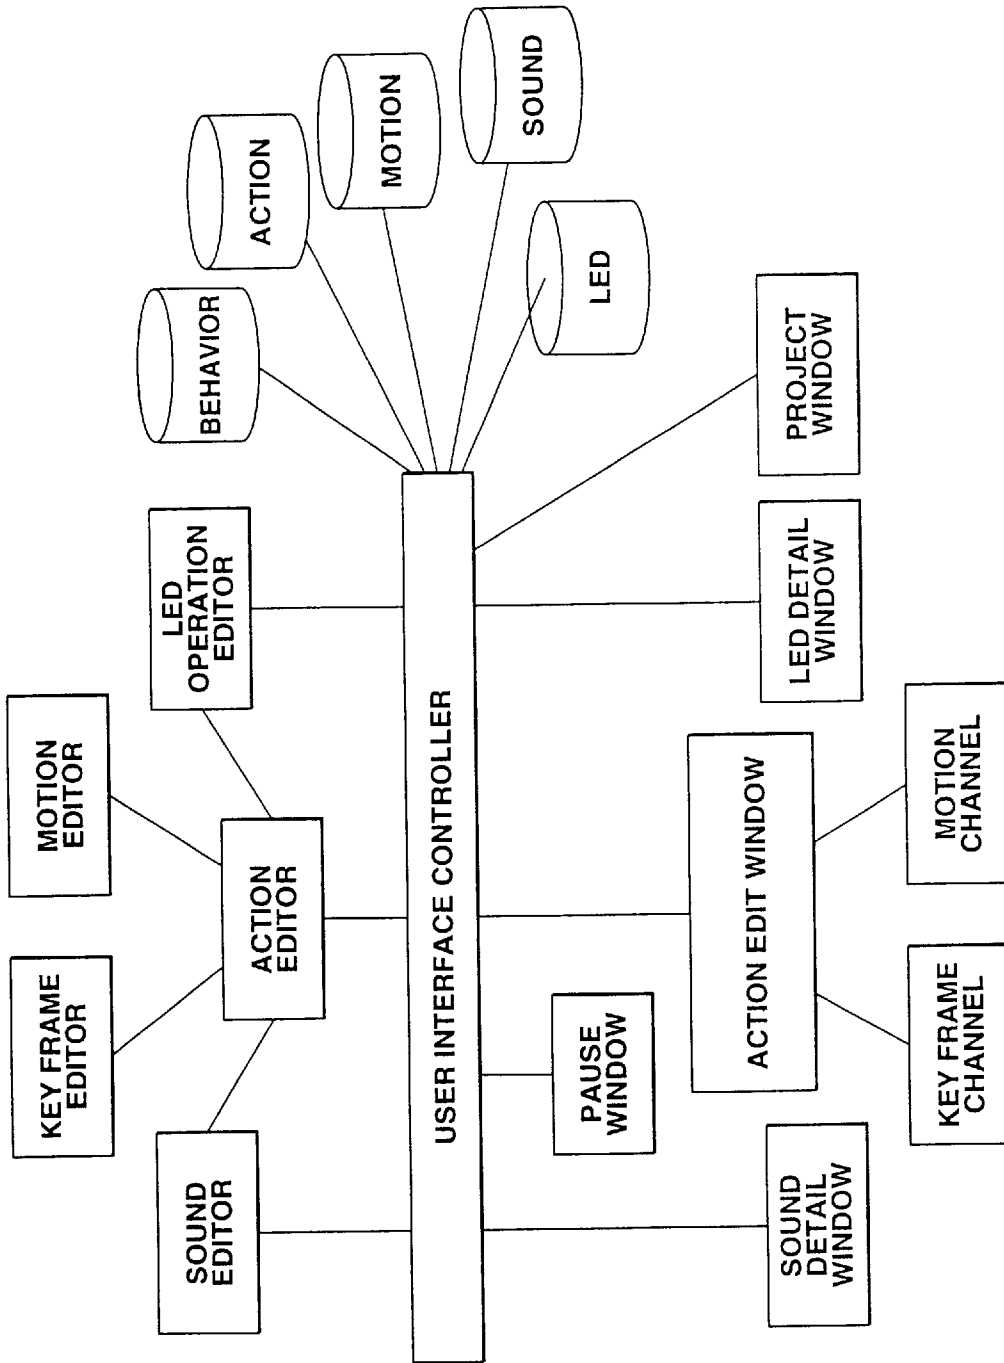 KEY FRAME
EDITOR
MOTION
EDITOR
SOUND
EDITOR
ACTION
EDITOR
LED
OPERATION
EDITOR
BEHAVIOR
ACTION
MOTION
SOUND
LED
USER INTERFACE CONTROLLER
PAUSE
WINDOW
SOUND
DETAIL
WINDOW
ACTION EDIT WINDOW
LED DETAIL
WINDOW
PROJECT
WINDOW
KEY FRAME
CHANNEL
MOTION
CHANNEL